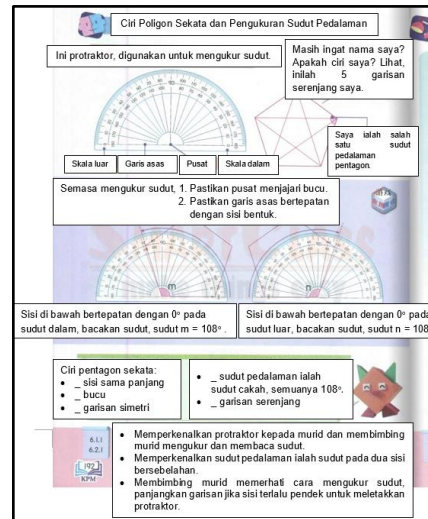 Ciri Poligon Sekata dan Pengukuran Sudut Pedalaman
Ini protraktor, digunakan untuk mengukur sudut.
Masih ingat nama saya?
Apakah ciri saya? Lihat,
inilah 5 garisan
serenjang saya.
Saya ialah salah
satu sudut
pedalaman
pentagon.
Skala luar
Garis asas
Pusat
Skala dalam
Semasa mengukur sudut, 1. Pastikan pusat menjajari bucu.
2. Pastikan garis asas bertepatan
dengan sisi bentuk.
m
n
Sisi di bawah bertepatan dengan 0° pada
sudut dalam, bacakan sudut, sudut m = 108° .
Sisi di bawah bertepatan dengan 0° pada
sudut luar, bacakan sudut, sudut n = 108
Ciri pentagon sekata:
• _ sisi sama panjang
• _ bucu
• _ garisan simetri
• _ sudut pedalaman ialah
sudut cakah, semuanya 108°.
• _ garisan serenjang
6.1.1
6.2.1
192
KPM
• Memperkenalkan protraktor kepada murid dan membimbing
murid mengukur dan membaca sudut.
• Memperkenalkan sudut pedalaman ialah sudut pada dua sisi
bersebelahan.
• Membimbing murid memerhati cara mengukur sudut,
panjangkan garisan jika sisi terlalu pendek untuk meletakkan
protraktor.